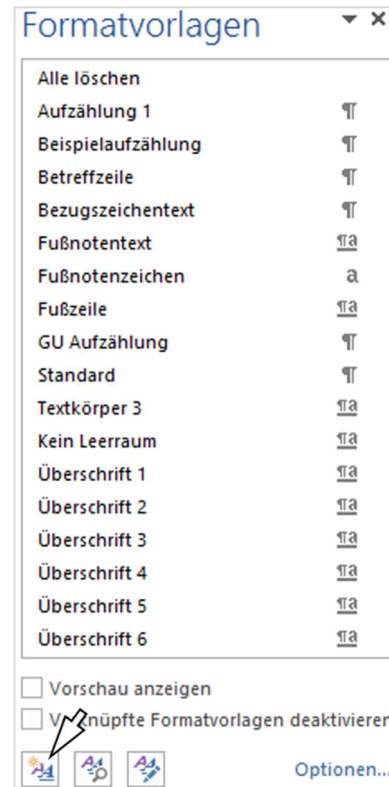 Formatvorlagen
Alle löschen
Aufzählung 1 ¶
Beispielaufzählung ¶
Betreffzeile ¶
Bezugszeichentext ¶
Fußnotentext ¶a
Fußnotenzeichen a
Fußzeile ¶a
GU Aufzählung ¶
Standard ¶
Textkörper 3 ¶a
Kein Leerraum ¶a
Überschrift 1 ¶a
Überschrift 2 ¶a
Überschrift 3 ¶a
Überschrift 4 ¶a
Überschrift 5 ¶a
Überschrift 6 ¶a
Vorschau anzeigen
Formatvorlagen deaktivieren
Optionen...